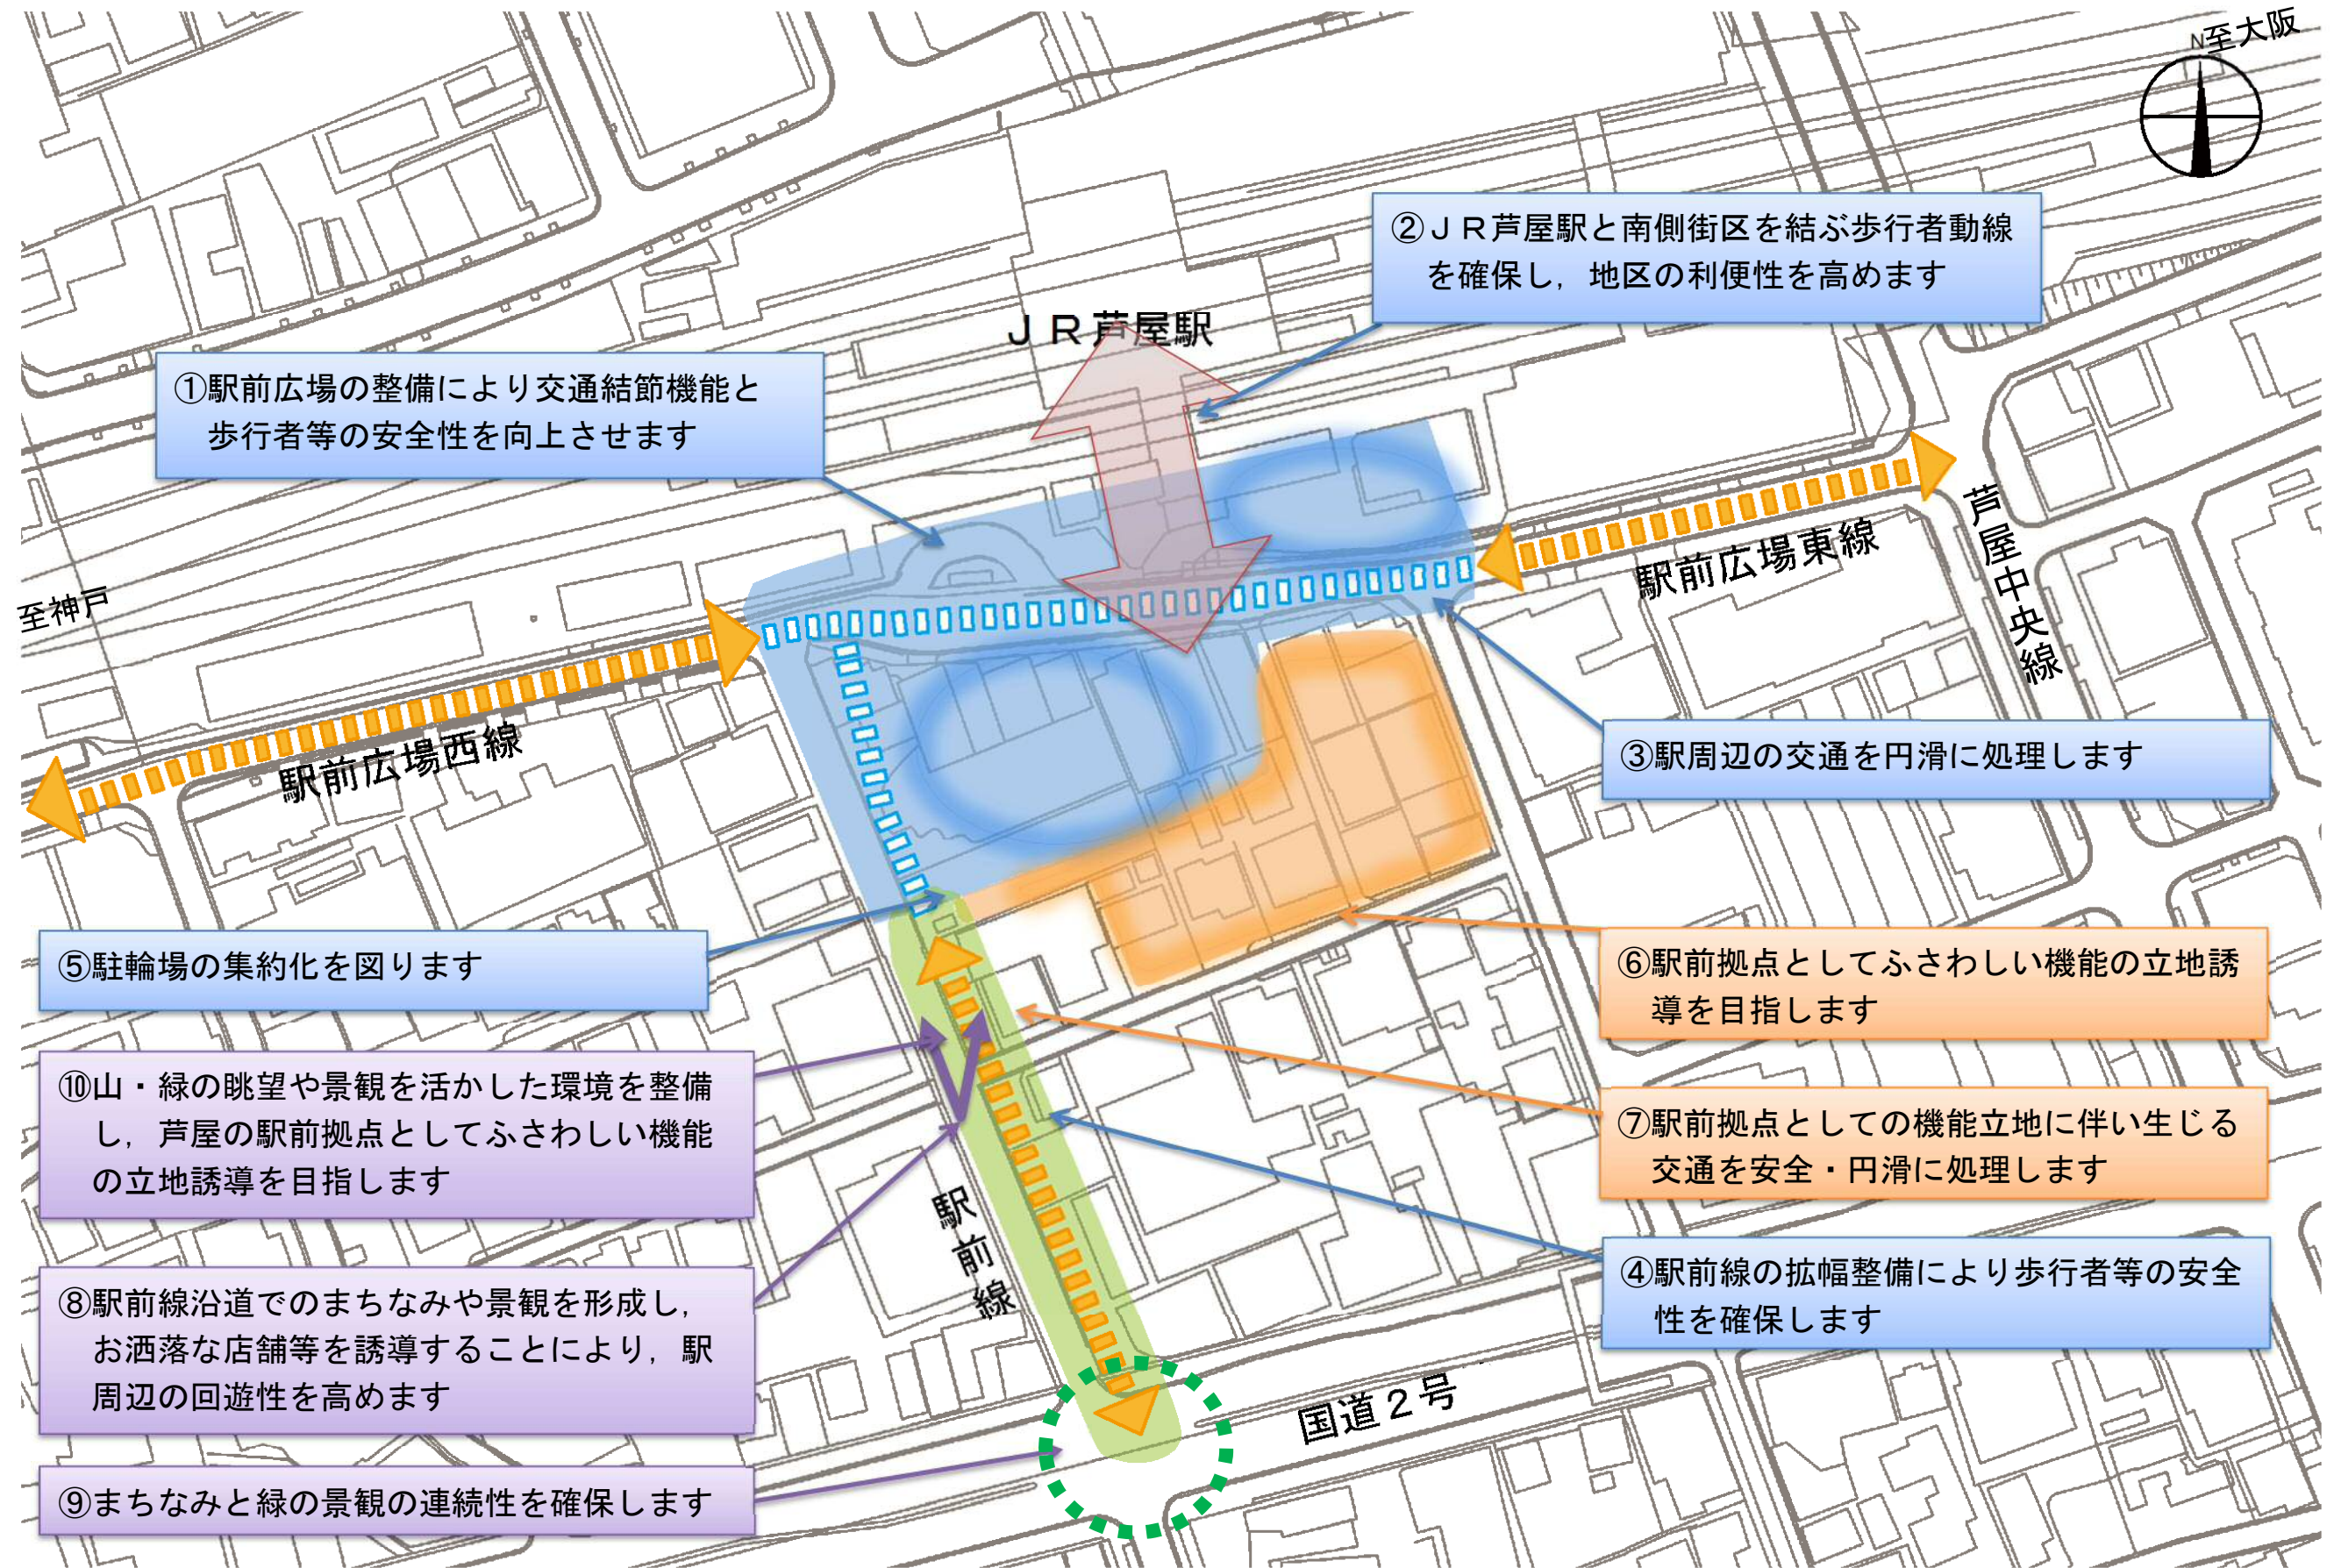 N至大阪
②ＪＲ芦屋駅と南側街区を結ぶ歩行者動線
を確保し，地区の利便性を高めます
ＪＲ芦屋駅
①駅前広場の整備により交通結節機能と
歩行者等の安全性を向上させます
芦屋中央線
駅前広場東線
至神戸
駅前広場西線
③駅周辺の交通を円滑に処理します
⑤駐輪場の集約化を図ります
⑥駅前拠点としてふさわしい機能の立地誘
導を目指します
⑩山・緑の眺望や景観を活かした環境を整備
し，芦屋の駅前拠点としてふさわしい機能
の立地誘導を目指します
⑦駅前拠点としての機能立地に伴い生じる
交通を安全・円滑に処理します
駅前線
④駅前線の拡幅整備により歩行者等の安全
性を確保します
⑧駅前線沿道でのまちなみや景観を形成し，
お洒落な店舗等を誘導することにより，駅
周辺の回遊性を高めます
国道２号
⑨まちなみと緑の景観の連続性を確保します